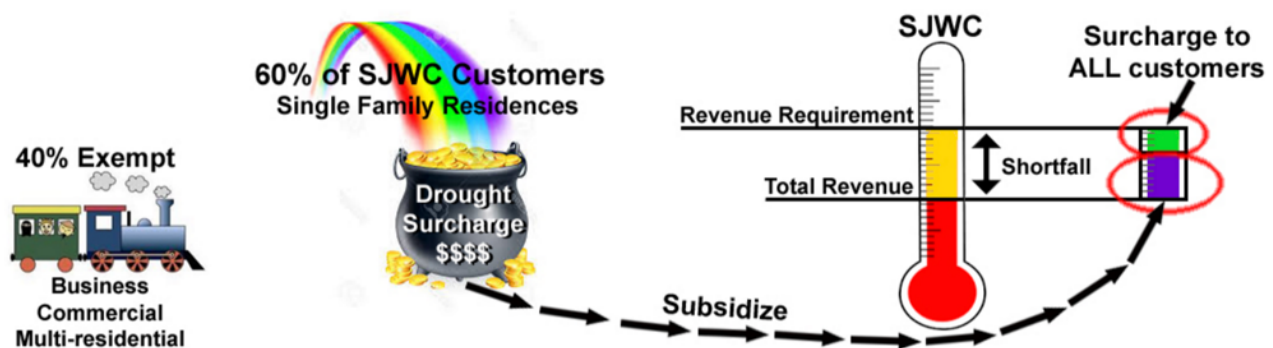 40% Exempt
Business
Commercial
Multi-residential
60% of SJWC Customers
Single Family Residences
Drought
Surcharge
$$$$
Subsidize
SJWC
Revenue Requirement
Shortfall
Total Revenue
Surcharge to
ALL customers